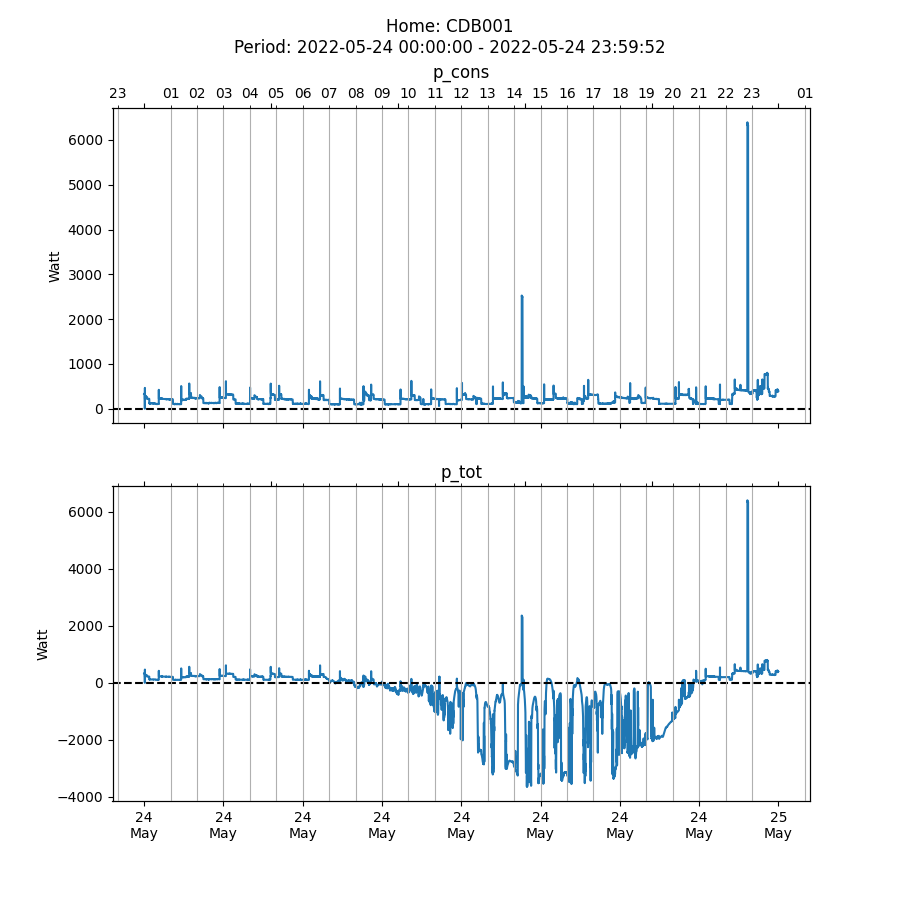 Home: CDB001
Period: 2022-05-24 00:00:00 - 2022-05-24 23:59:52
p_cons
23 01 02 03 04 05 06 07 08 09 10 11 12 13 14 15 16 17 18 19 20 21 22 23 01
6000
5000
4000
3000
2000
1000
0
Watt
p_tot
6000
4000
2000
0
−2000
−4000
Watt
24 24 24 24 24 24 24 24 25
May May May May May May May May May